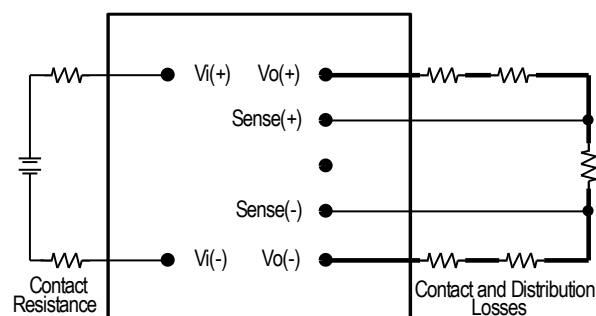 Vi(+) Vo(+)
Sense(+)
Sense(-)
Vi(-) Vo(-)
Contact
Resistance
Contact and Distribution
Losses